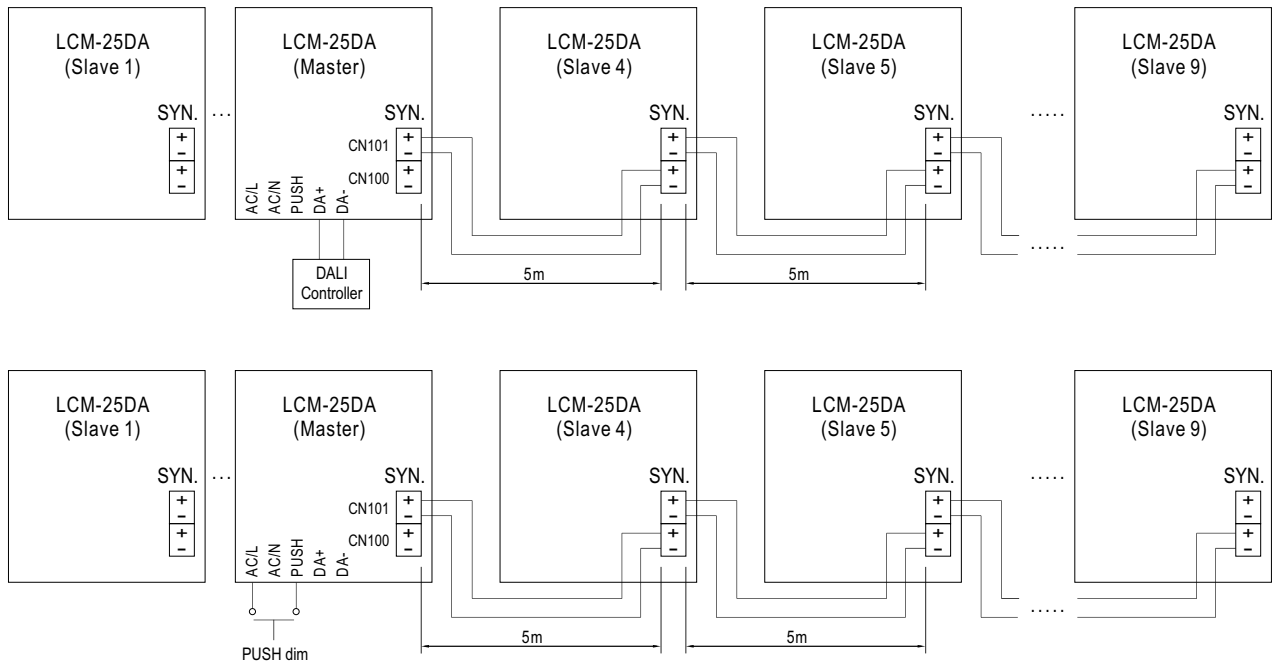 LCM-25DA
(Slave 1)
SYN.
+
-
+
-
. . .
LCM-25DA
(Master)
SYN.
CN101
+
-
CN100
+
-
AC/L
AC/N
PUSH
DA+
DA-
DALI
Controller
5m
LCM-25DA
(Slave 4)
SYN.
+
-
+
-
5m
LCM-25DA
(Slave 5)
SYN.
+
-
+
-
. . . . .
. . . . .
LCM-25DA
(Slave 9)
SYN.
+
-
+
-
LCM-25DA
(Slave 1)
SYN.
+
-
+
-
. . .
LCM-25DA
(Master)
SYN.
CN101
+
-
CN100
+
-
AC/L
AC/N
PUSH
DA+
DA-
PUSH dim
5m
LCM-25DA
(Slave 4)
SYN.
+
-
+
-
5m
LCM-25DA
(Slave 5)
SYN.
+
-
+
-
. . . . .
. . . . .
LCM-25DA
(Slave 9)
SYN.
+
-
+
-